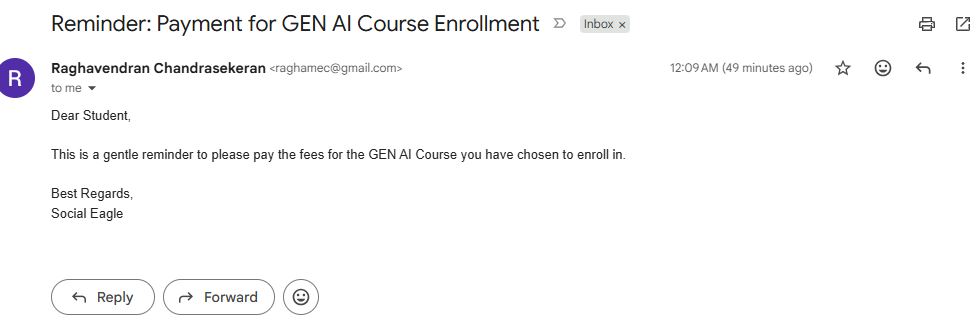 Reminder: Payment for GEN AI Course Enrollment Inbox ×
R
Raghavendran Chandrasekeran <raghamec@gmail.com> 12:09 AM (49 minutes ago)
to me
Dear Student,
This is a gentle reminder to please pay the fees for the GEN AI Course you have chosen to enroll in.
Best Regards,
Social Eagle
Reply Forward